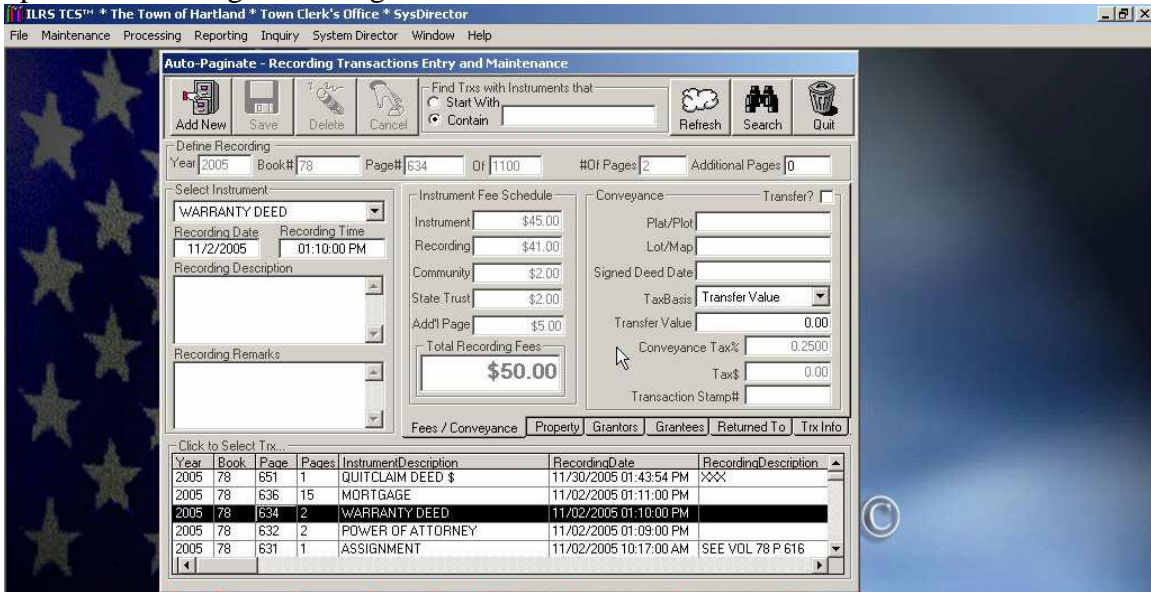 ILRS TCS™ * The Town of Hartland * Town Clerk's Office * SysDirector
File Maintenance Processing Reporting Inquiry System Director Window Help
Auto-Paginate - Recording Transactions Entry and Maintenance
Add New Save Delete Cancel
Find Trxs with Instruments that
Start With
Contain
Refresh Search Quit
Define Recording
Year 2005 Book# 78 Page# 634 Of 1100 #Of Pages 2 Additional Pages 0
Select Instrument
WARRANTY DEED
Recording Date Recording Time
11/2/2005 01:10:00 PM
Recording Description
Recording Remarks
Instrument Fee Schedule
Instrument $45.00
Recording $41.00
Community $2.00
State Trust $2.00
Add'l Page $5.00
Total Recording Fees
$50.00
Conveyance Transfer?
Plat/Plot
Lot/Map
Signed Deed Date
TaxBasis Transfer Value
Transfer Value 0.00
Conveyance Tax% 0.2500
Tax$ 0.00
Transaction Stamp#
Fees / Conveyance Property Grantors Grantees Returned To Trx Info
Click to Select Trx...
Year Book Page Pages InstrumentDescription RecordingDate RecordingDescription
2005 78 651 1 QUITCLAIM DEED $ 11/30/2005 01:43:54 PM XXX
2005 78 636 15 MORTGAGE 11/02/2005 01:11:00 PM
2005 78 634 2 WARRANTY DEED 11/02/2005 01:10:00 PM
2005 78 632 2 POWER OF ATTORNEY 11/02/2005 01:09:00 PM
2005 78 631 1 ASSIGNMENT 11/02/2005 10:17:00 AM SEE VOL 78 P 616
©